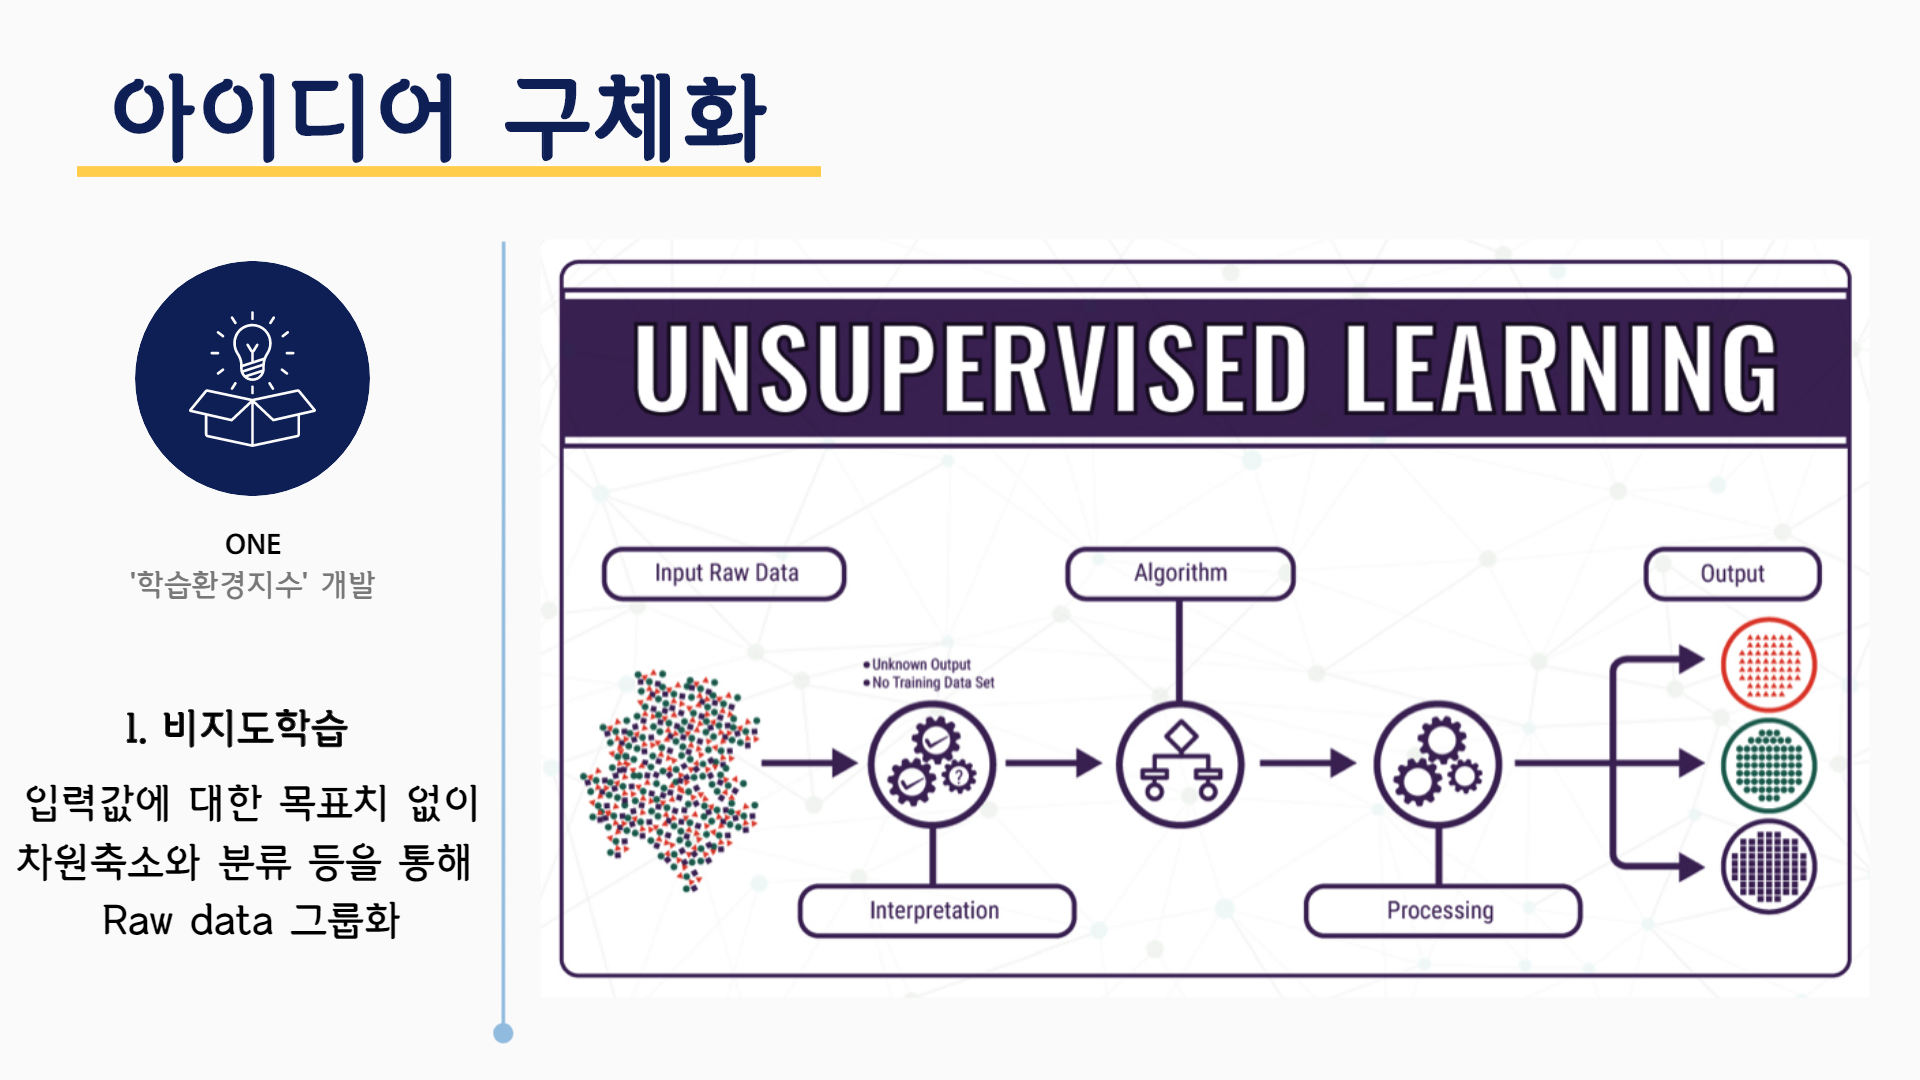 아이디어 구체화
ONE
'학습환경지수' 개발
1. 비지도학습
입력값에 대한 목표치 없이
차원축소와 분류 등을 통해
Raw data 그룹화
UNSUPERVISED LEARNING
Input Raw Data
Algorithm
Output
• Unknown Output
• No Training Data Set
?
Interpretation
Processing